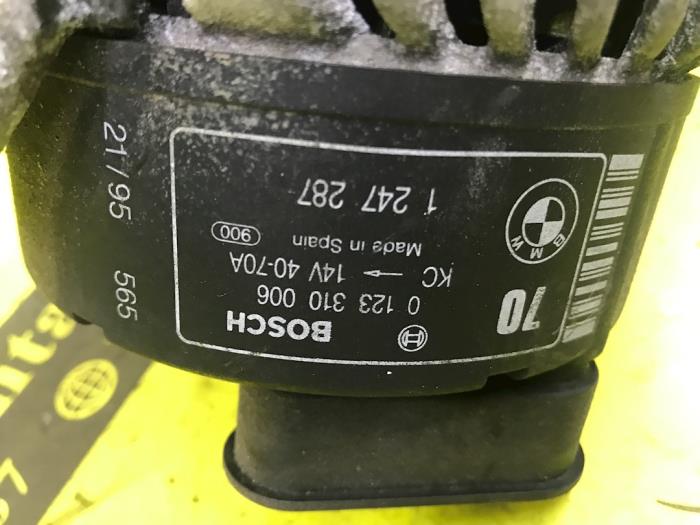 BOSCH
0 123 310 006
KC ← 14V 40-70A
Made in Spain 900
1 247 287
70
BMW
21/95 565